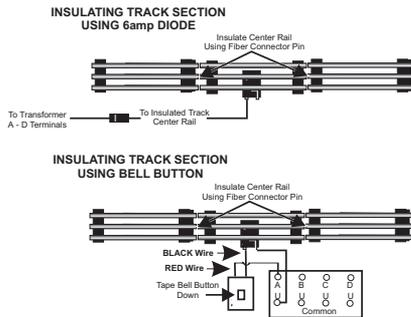 INSULATING TRACK SECTION
USING 6amp DIODE
Insulate Center Rail
Using Fiber Connector Pin
To Transformer
A - D Terminals
To Insulated Track
Center Rail
INSULATING TRACK SECTION
USING BELL BUTTON
Insulate Center Rail
Using Fiber Connector Pin
BLACK Wire
RED Wire
Tape Bell Button
Down
A B C D
U U U U
Common